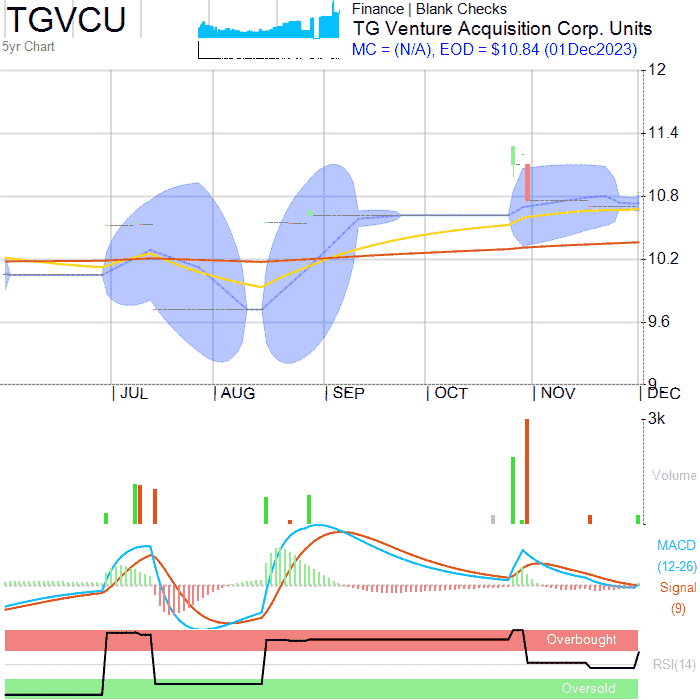 TGVCU
5yr Chart
Finance | Blank Checks
TG Venture Acquisition Corp. Units
MC = (N/A), EOD = $10.84 (01Dec2023)
12
11.4
10.8
10.2
9.6
9
JUL AUG SEP OCT NOV DEC
3k
Volume
MACD
(12-26)
Signal
(9)
Overbought
RSI(14)
Oversold